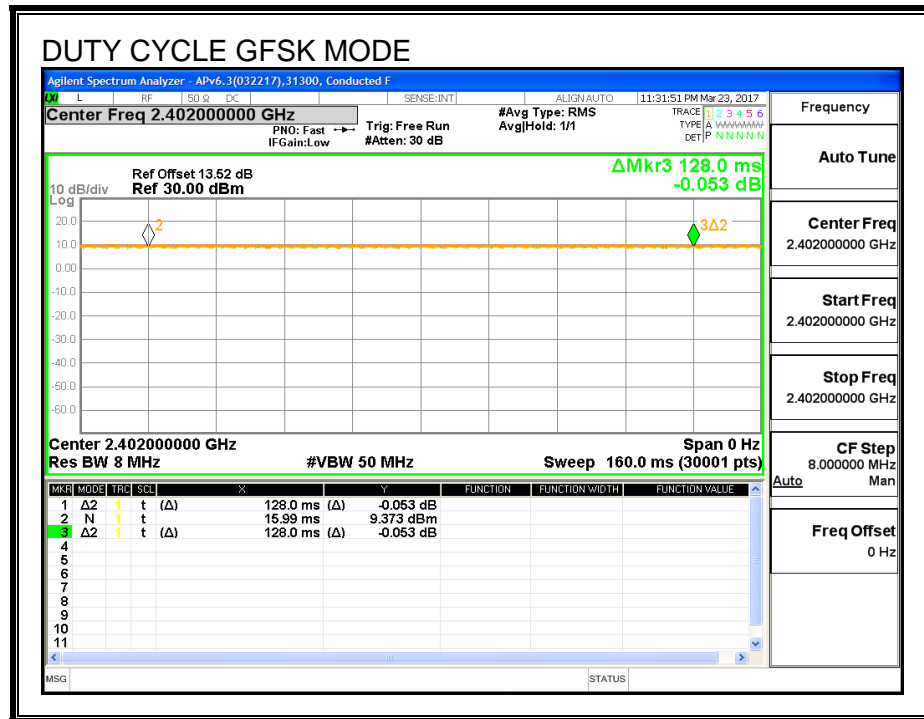 DUTY CYCLE GFSK MODE
Agilent Spectrum Analyzer - APv6.3(032217),31300, Conducted F
LXI L RF 50 Ω DC SENSE:INT ALIGN AUTO 11:31:51 PM Mar 23, 2017
Center Freq 2.402000000 GHz
#Avg Type: RMS
TRACE 1 2 3 4 5 6
PNO: Fast Trig: Free Run Avg|Hold: 1/1
TYPE A WWWWW
IFGain:Low #Atten: 30 dB
DET P N N N N N
ΔMkr3 128.0 ms
-0.053 dB
Ref Offset 13.52 dB
10 dB/div Ref 30.00 dBm
Log
20.0
10.0
0.00
-10.0
-20.0
-30.0
-40.0
-50.0
-60.0
2
3Δ2
Center 2.402000000 GHz Span 0 Hz
Res BW 8 MHz #VBW 50 MHz Sweep 160.0 ms (30001 pts)
MKR MODE TRC SCL X Y FUNCTION FUNCTION WIDTH FUNCTION VALUE
1 Δ2 1 t (Δ) 128.0 ms (Δ) -0.053 dB
2 N 1 t 15.99 ms 9.373 dBm
3 Δ2 1 t (Δ) 128.0 ms (Δ) -0.053 dB
4
5
6
7
8
9
10
11
MSG STATUS
Frequency
Auto Tune
Center Freq
2.402000000 GHz
Start Freq
2.402000000 GHz
Stop Freq
2.402000000 GHz
CF Step
8.000000 MHz
Auto Man
Freq Offset
0 Hz